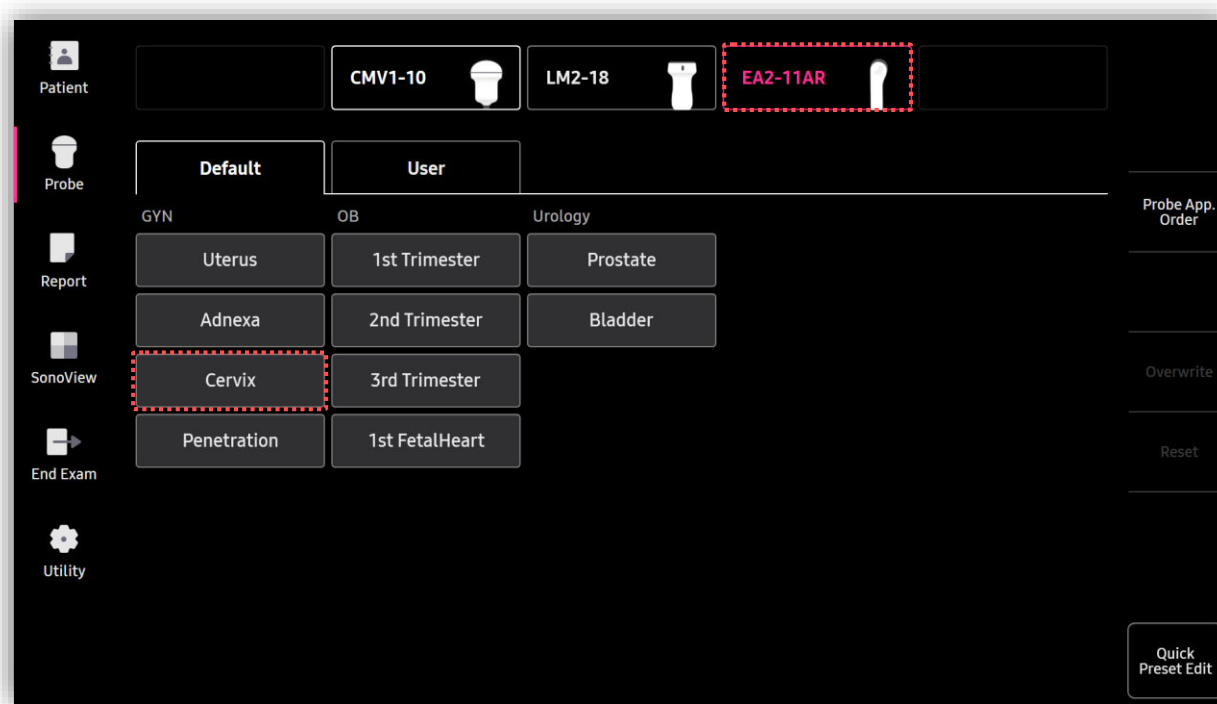 Patient
CMV1-10
LM2-18
EA2-11AR
Probe
Default
User
GYN
OB
Urology
Uterus
1st Trimester
Prostate
Adnexa
2nd Trimester
Bladder
Cervix
3rd Trimester
Penetration
1st FetalHeart
Report
SonoView
End Exam
Utility
Probe App.
Order
Overwrite
Reset
Quick
Preset Edit